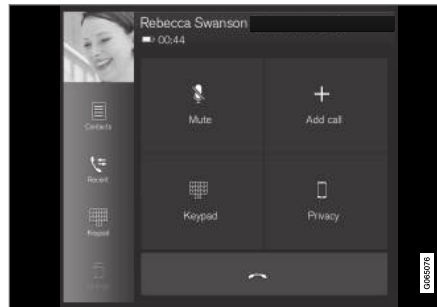 Rebecca Swanson
00:44
Contacts
Mute
Add call
Recent
Keypad
Keypad
Privacy
G065076